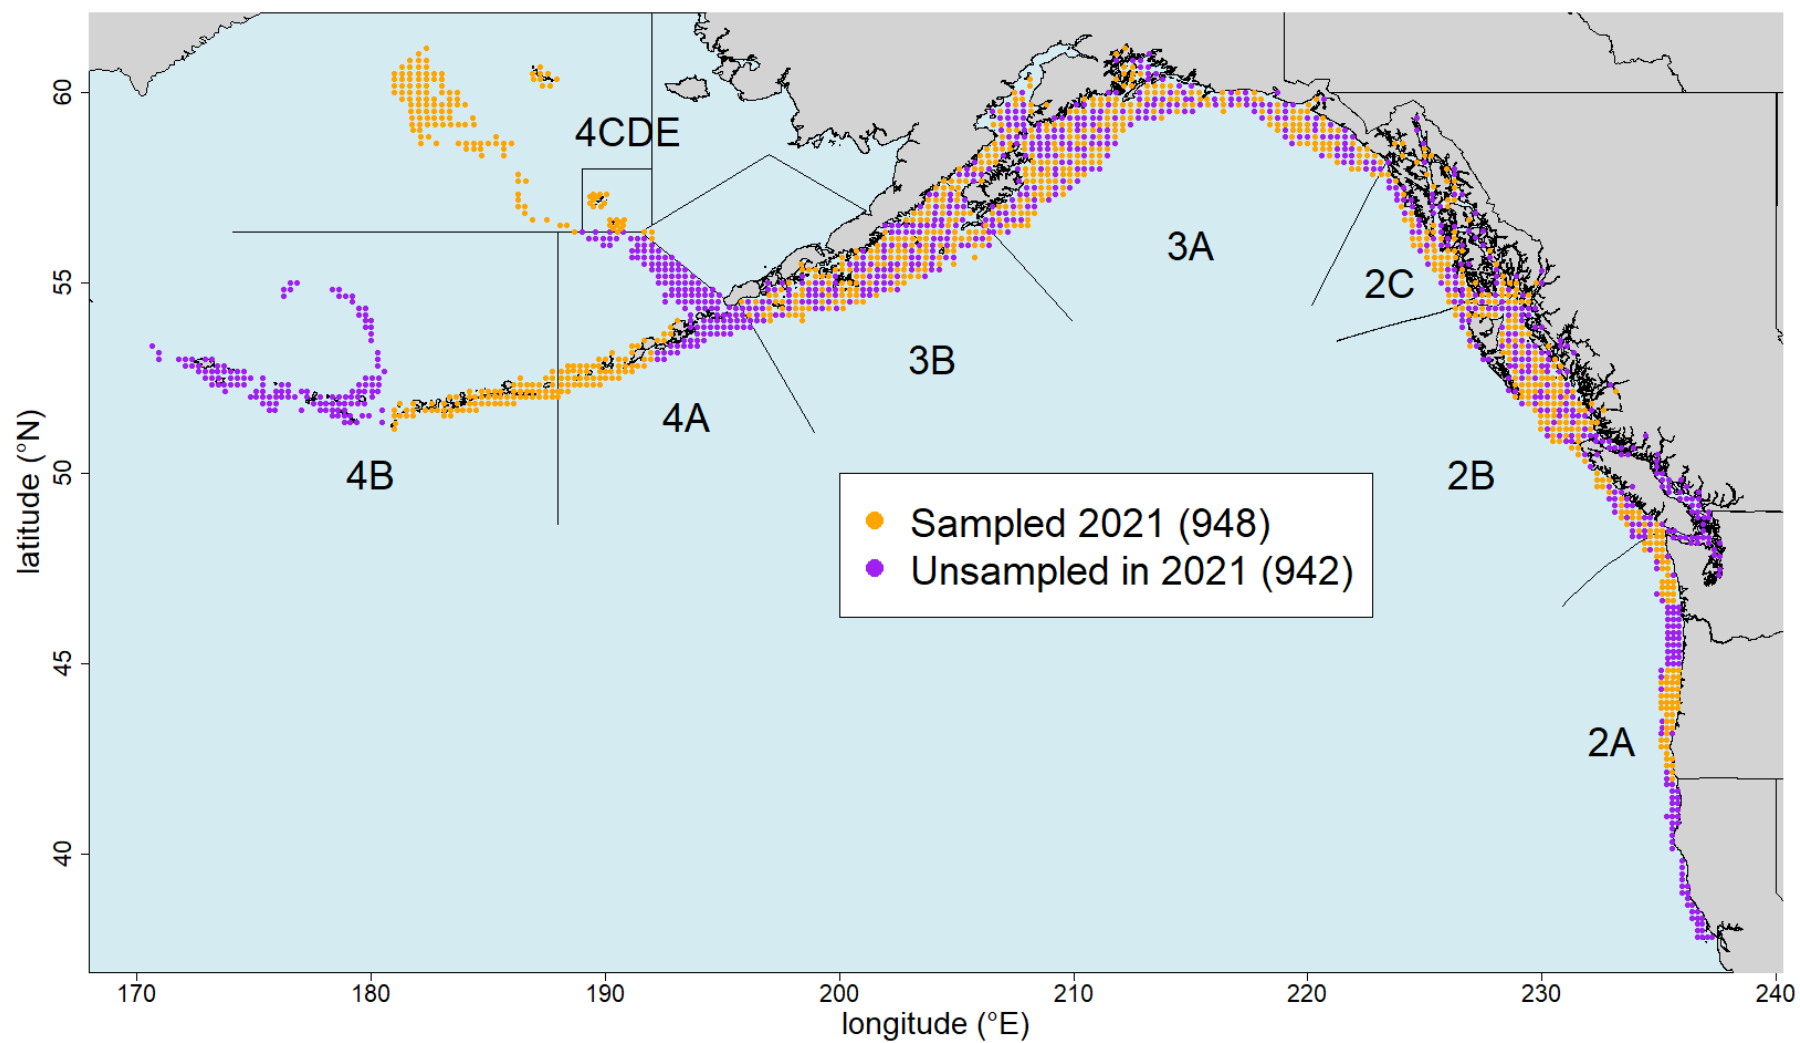 4CDE
3A
2C
3B
4A
4B
2B
2A
Sampled 2021 (948)
Unsampled in 2021 (942)
latitude (°N)
60
55
50
45
40
170 180 190 200 210 220 230 240
longitude (°E)